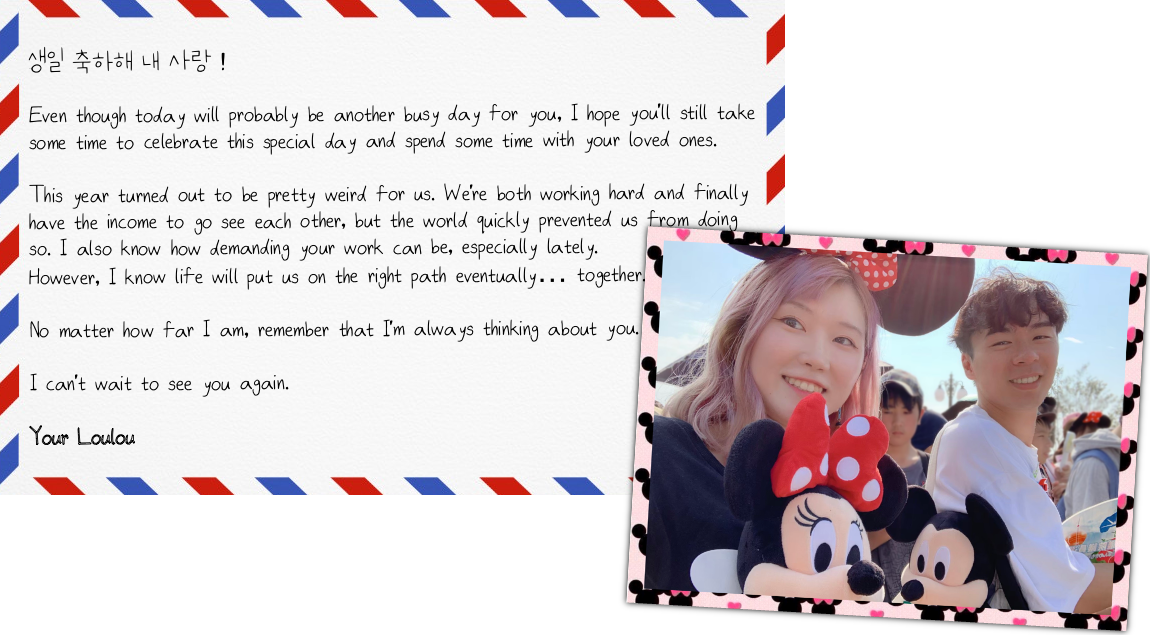 생일 축하해 내 사랑 !
Even though today will probably be another busy day for you, I hope you'll still take
some time to celebrate this special day and spend some time with your loved ones.
This year turned out to be pretty weird for us. We're both working hard and finally
have the income to go see each other, but the world quickly prevented us from doing
so. I also know how demanding your work can be, especially lately.
However, I know life will put us on the right path eventually... together.
No matter how far I am, remember that I'm always thinking about you.
I can't wait to see you again.
Your Loulou